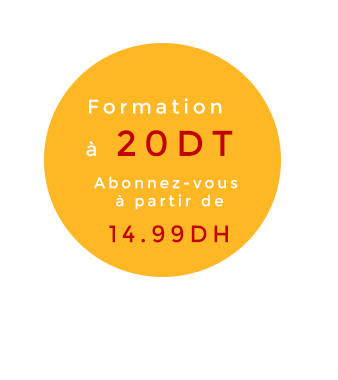 Formation
à 20DT
Abonnez-vous
à partir de
14.99DH